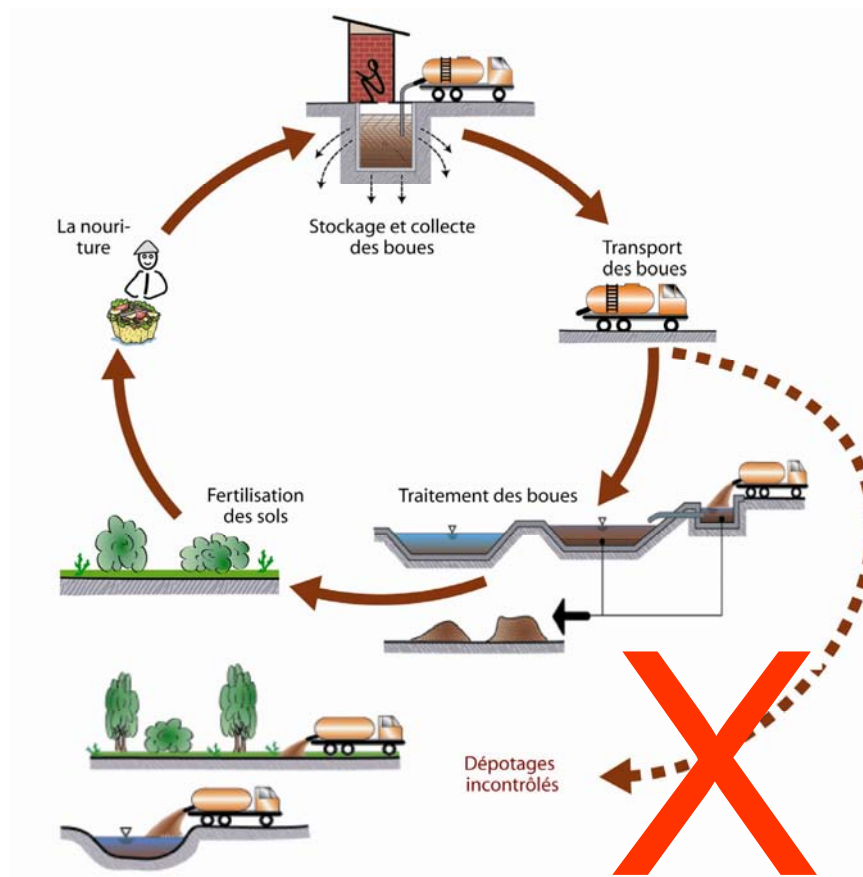 Stockage et collecte
des boues
Transport
des boues
Traitement des boues
Fertilisation
des sols
La nouri-
ture
Dépotages
incontrôlés